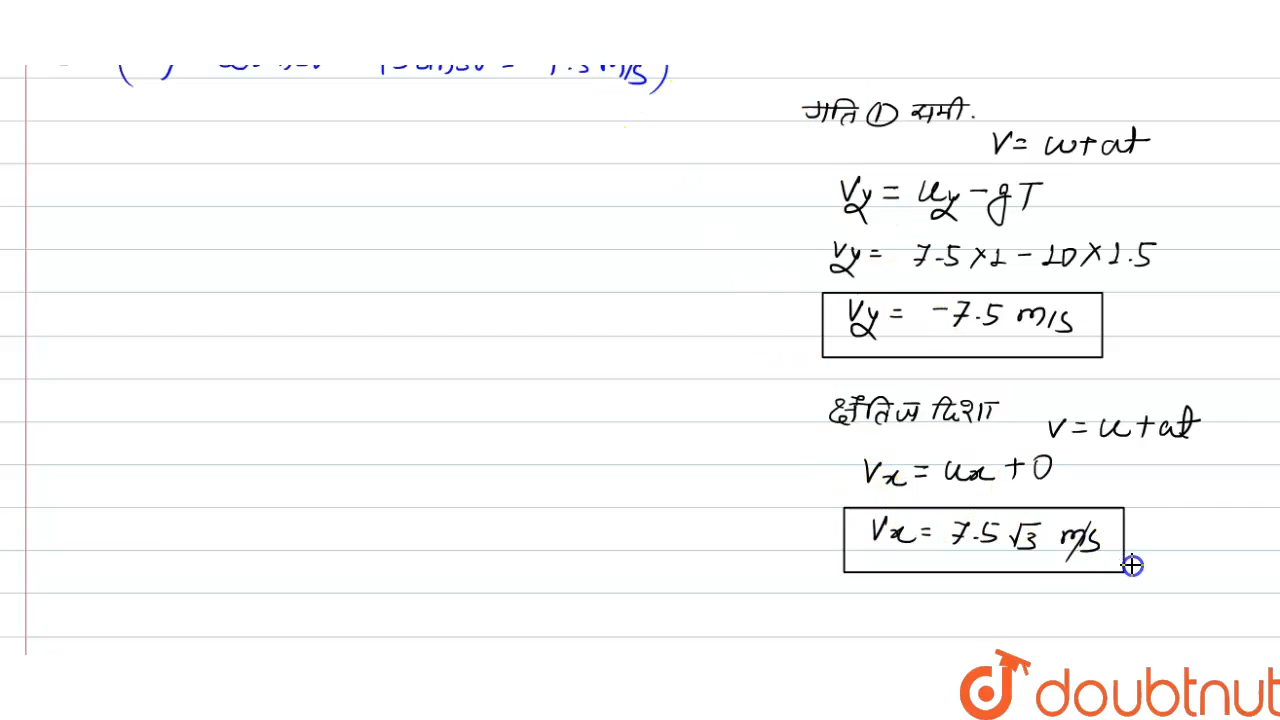 गति ① समी.
v = u + at
Vy = uy - gT
Vy = 7.5 × 1 - 10 × 1.5
Vy = -7.5 m/s
क्षैतिज दिशा
v = u + at
Vx = ux + 0
Vx = 7.5 √3 m/s
doubtnut